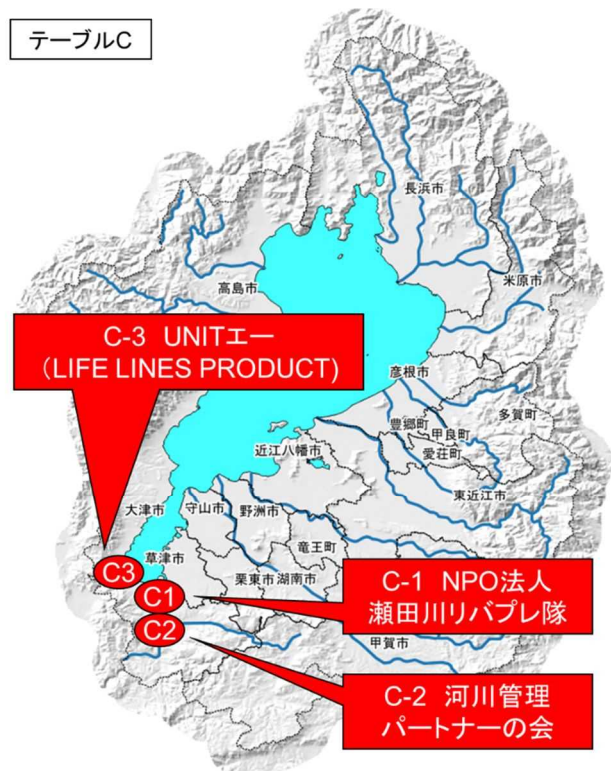 テーブルC
長浜市
米原市
高島市
C-3 UNITエー
(LIFE LINES PRODUCT)
彦根市
多賀町
豊郷町
甲良町
愛荘町
近江八幡市
東近江市
大津市
守山市
野洲市
竜王町
草津市
栗東市
湖南市
C3
C1
C2
C-1 NPO法人
瀬田川リバプレ隊
甲賀市
C-2 河川管理
パートナーの会